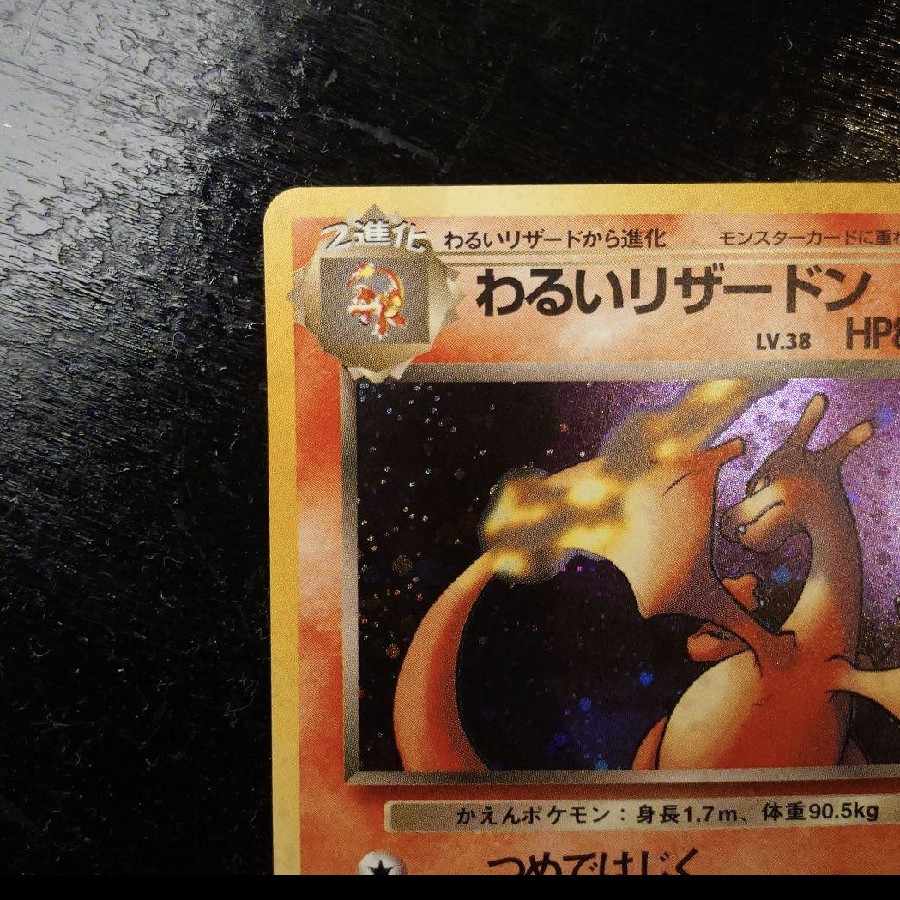 2進化 わるいリザードから進化 モンスターカードに重ね
わるいリザードン
LV.38 HP8
かえんポケモン：身長1.7m、体重90.5kg
つめではじく